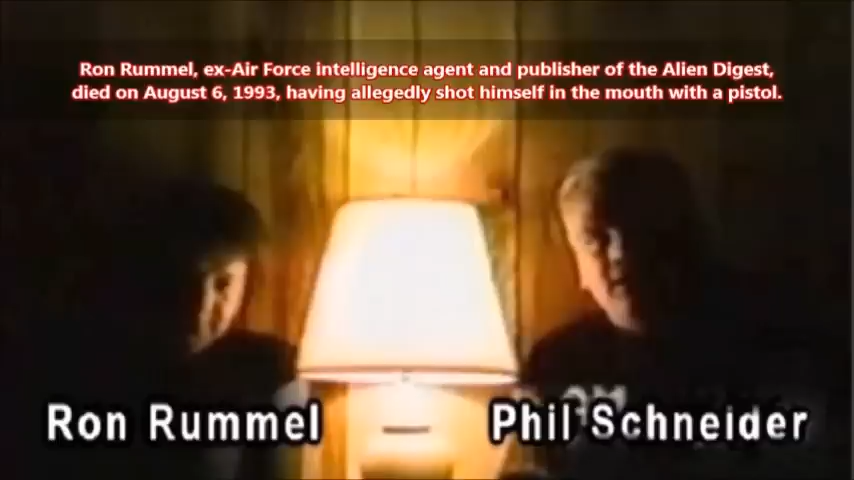 Ron Rummel, ex-Air Force intelligence agent and publisher of the Alien Digest,
died on August 6, 1993, having allegedly shot himself in the mouth with a pistol.
Ron Rummel
Phil Schneider